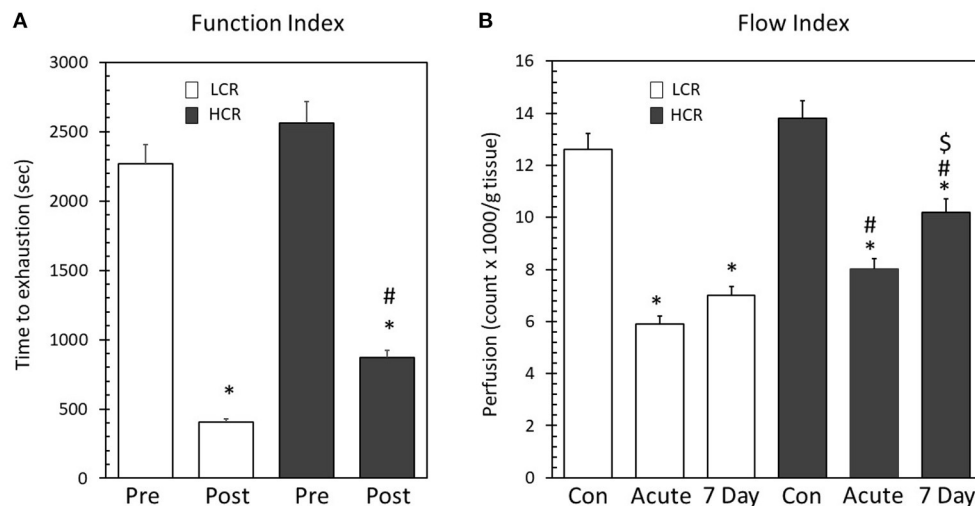 A
Function Index
Time to exhaustion (sec)
3000
2500
2000
1500
1000
500
0
LCR
HCR
*
#
*
Pre Post Pre Post
B
Flow Index
Perfusion (count x 1000/g tissue)
16
14
12
10
8
6
4
2
0
LCR
HCR
*
*
#
*
$
#
*
Con Acute 7 Day Con Acute 7 Day